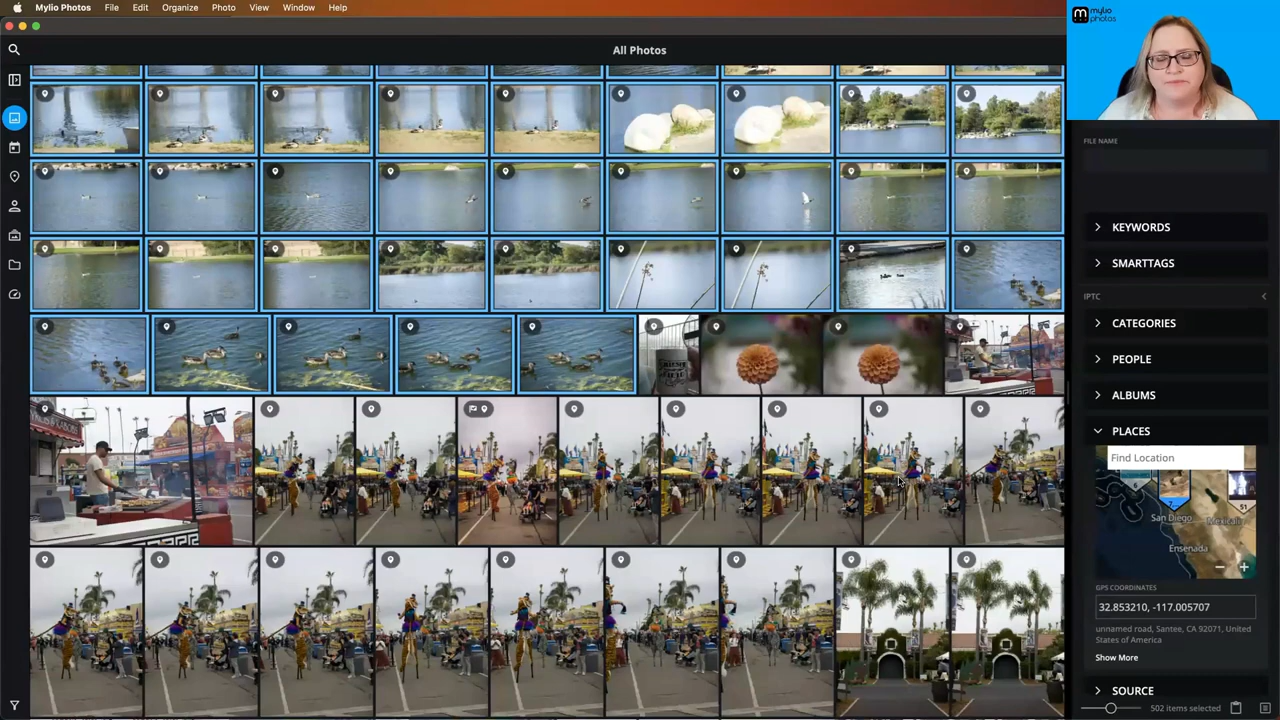 Mylio Photos File Edit Organize Photo View Window Help
mylio
photos
All Photos
FILE NAME
KEYWORDS
SMARTTAGS
IPTC
CATEGORIES
PEOPLE
ALBUMS
PLACES
Find Location
6
51
San Diego
Mexicali
Ensenada
GPS COORDINATES
32.853210, -117.005707
unnamed road, Santee, CA 92071, United
States of America
Show More
SOURCE
502 items selected